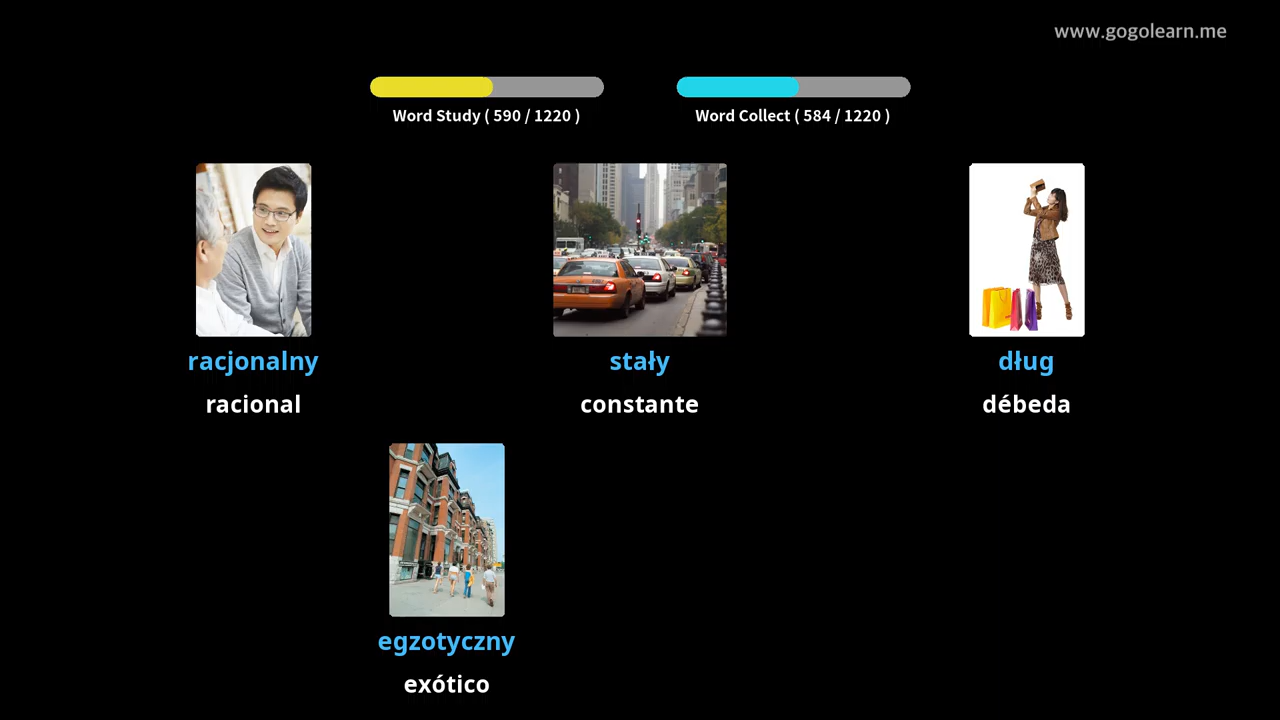 www.gogolearn.me
Word Study ( 590 / 1220 )
Word Collect ( 584 / 1220 )
racjonalny
racional
stały
constante
dług
débeda
egzotyczny
exótico